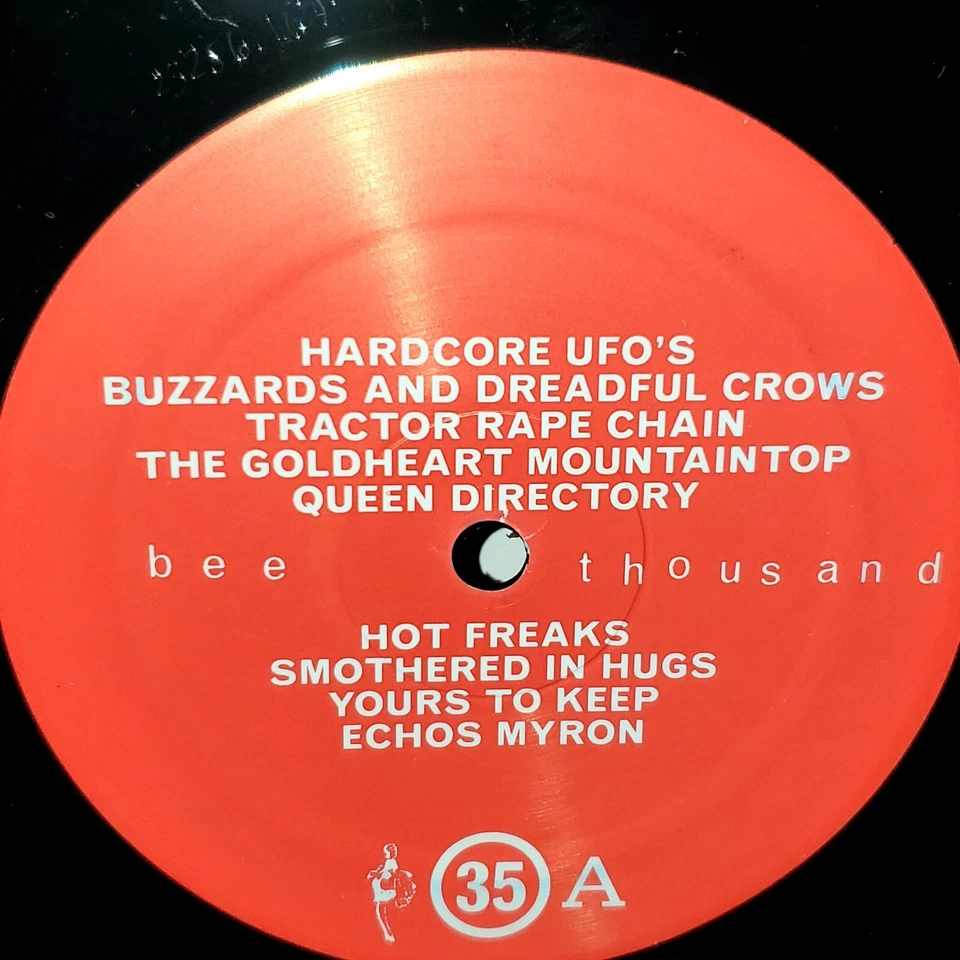 HARDCORE UFO'S
BUZZARDS AND DREADFUL CROWS
TRACTOR RAPE CHAIN
THE GOLDHEART MOUNTAINTOP
QUEEN DIRECTORY
bee thousand
HOT FREAKS
SMOTHERED IN HUGS
YOURS TO KEEP
ECHOS MYRON
35 A